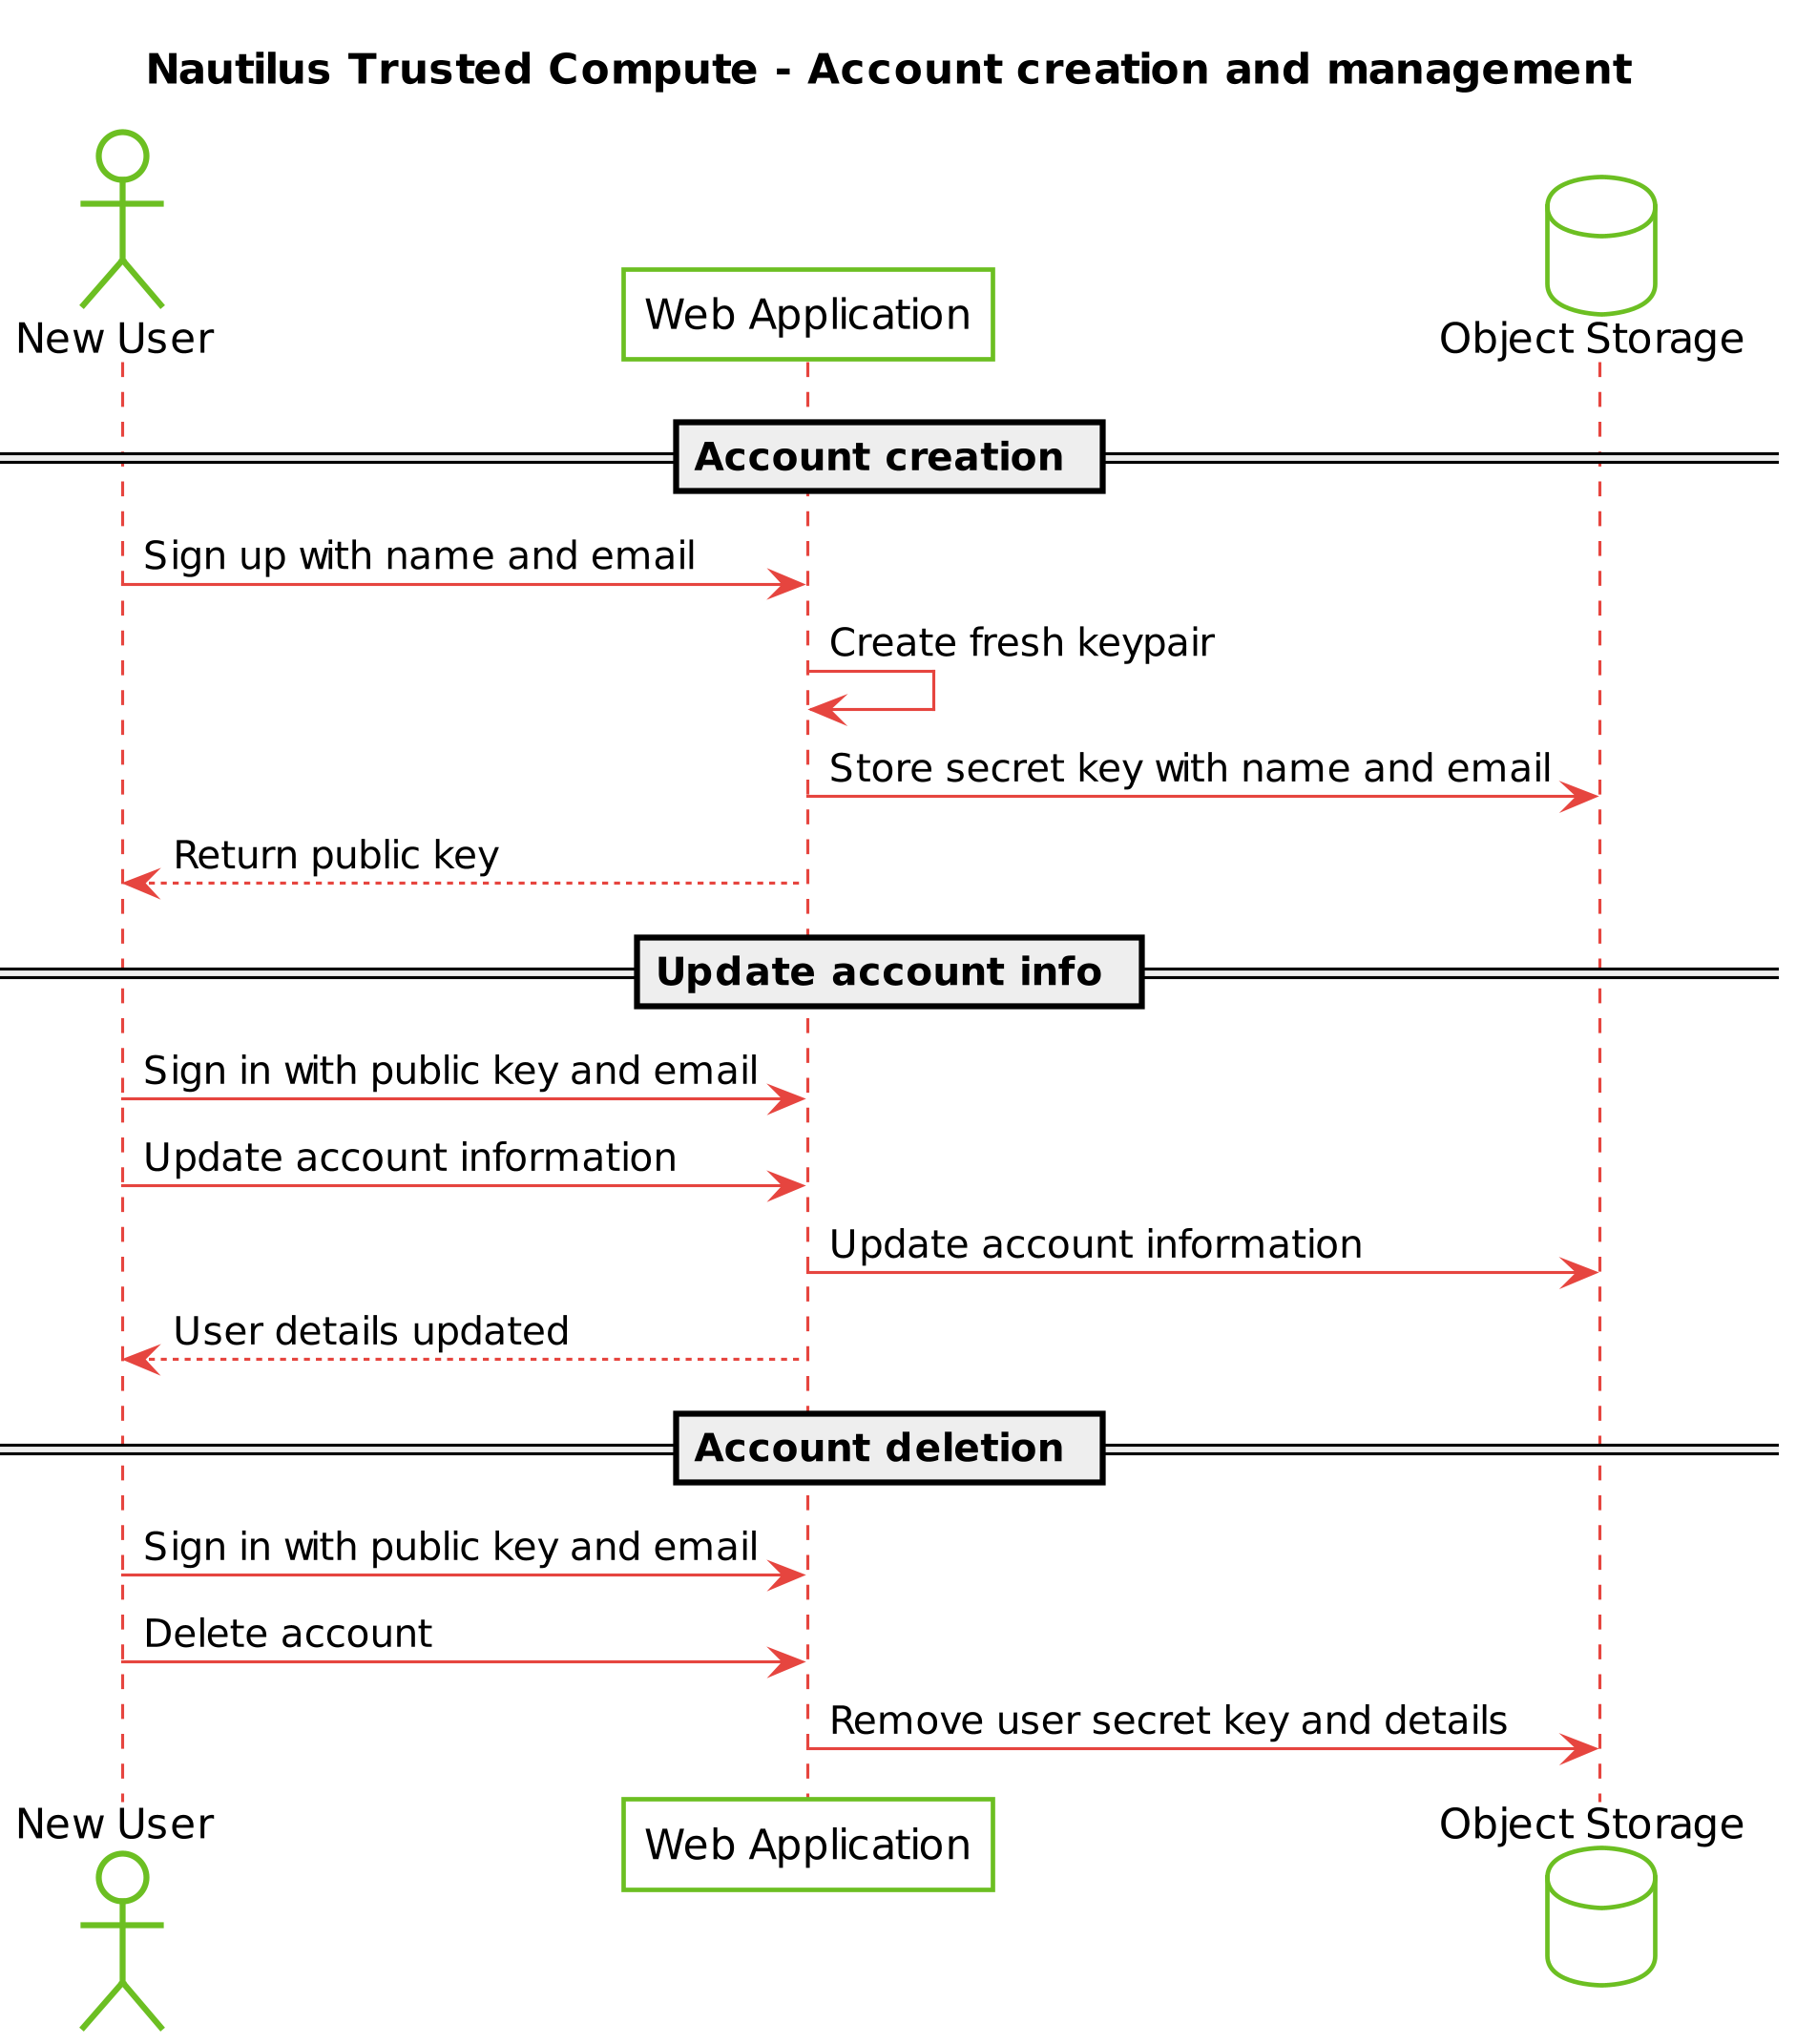 Nautilus Trusted Compute - Account creation and management
New User
Web Application
Object Storage
Account creation
Sign up with name and email
Create fresh keypair
Store secret key with name and email
Return public key
Update account info
Sign in with public key and email
Update account information
Update account information
User details updated
Account deletion
Sign in with public key and email
Delete account
Remove user secret key and details
New User
Web Application
Object Storage